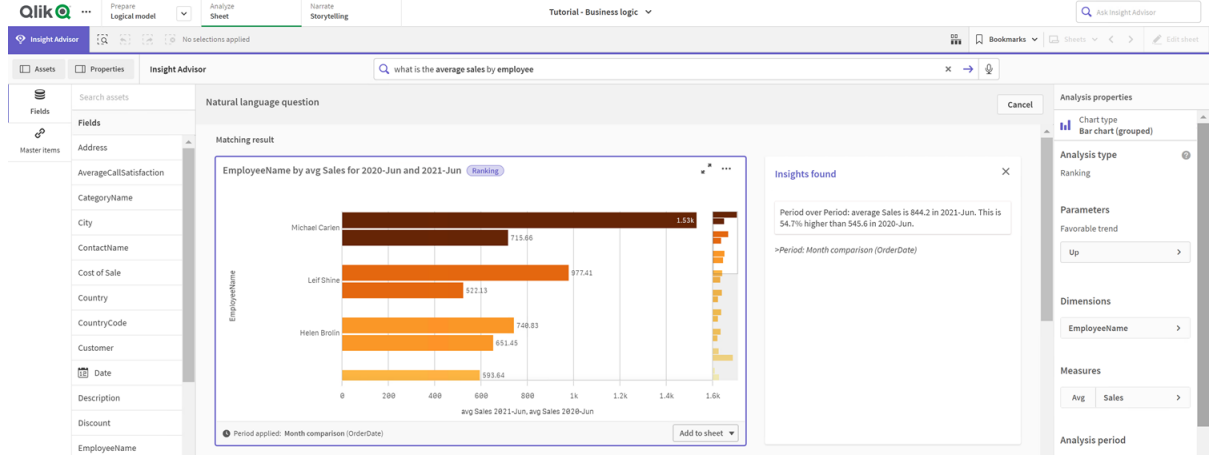 Qlik
...
Prepare
Logical model
Analyze
Sheet
Narrate
Storytelling
Tutorial - Business logic
Ask Insight Advisor
Insight Advisor
No selections applied
Bookmarks
Sheets
Edit sheet
Assets
Properties
Insight Advisor
what is the average sales by employee
Fields
Master items
Search assets
Fields
Address
AverageCallSatisfaction
CategoryName
City
ContactName
Cost of Sale
Country
CountryCode
Customer
Date
Description
Discount
EmployeeName
Natural language question
Cancel
Matching result
EmployeeName by avg Sales for 2020-Jun and 2021-Jun Ranking
EmployeeName
Michael Carlen
1.53k
715.66
Leif Shine
977.41
522.13
Helen Brolin
740.83
651.45
593.64
0 200 400 600 800 1k 1.2k 1.4k 1.6k
avg Sales 2021-Jun, avg Sales 2020-Jun
Period applied: Month comparison (OrderDate)
Add to sheet
Insights found
Period over Period: average Sales is 844.2 in 2021-Jun. This is
54.7% higher than 545.6 in 2020-Jun.
>Period: Month comparison (OrderDate)
Analysis properties
Chart type
Bar chart (grouped)
Analysis type
Ranking
Parameters
Favorable trend
Up
Dimensions
EmployeeName
Measures
Avg Sales
Analysis period